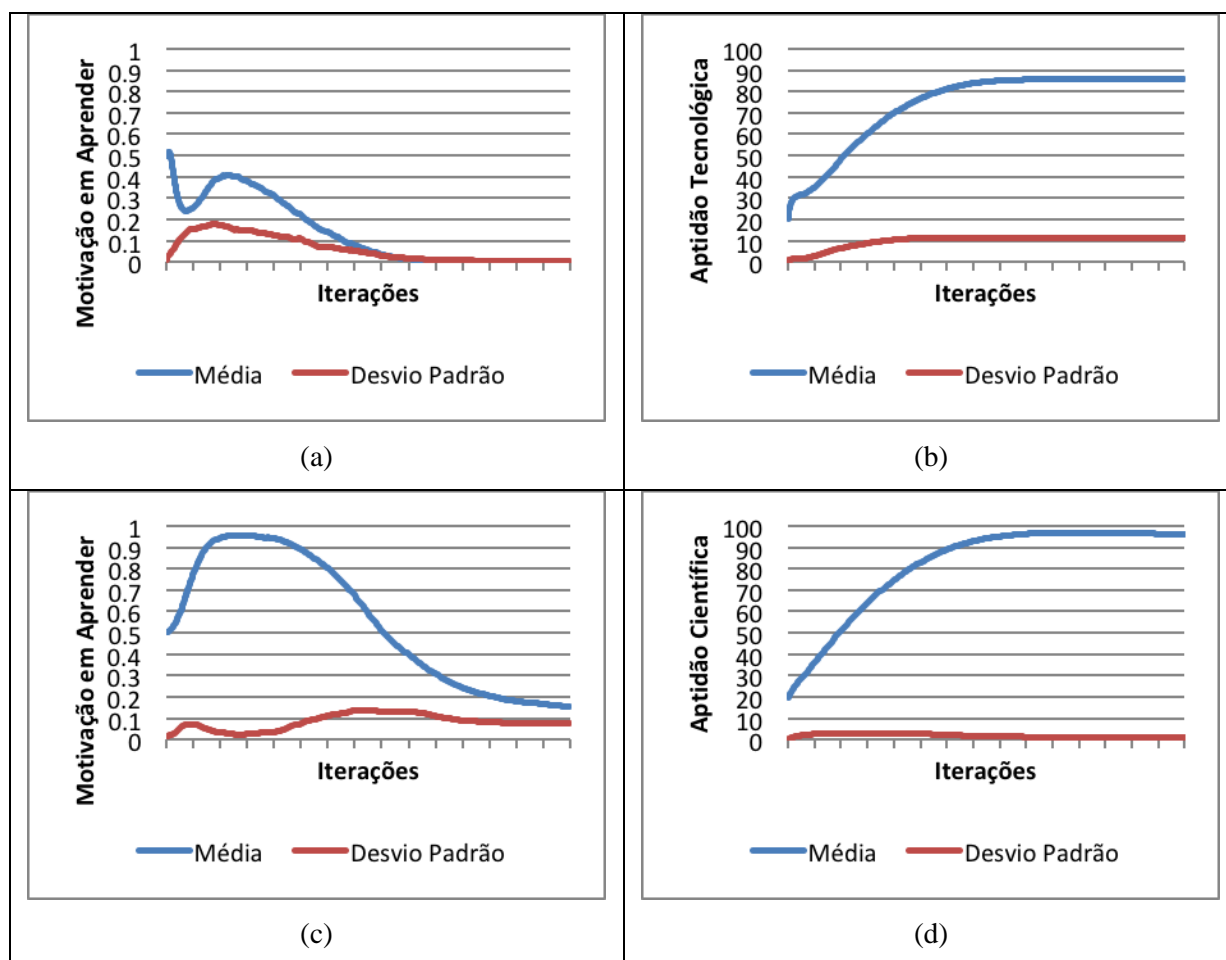 Motivação em Aprender
1
0.9
0.8
0.7
0.6
0.5
0.4
0.3
0.2
0.1
0
Iterações
Média Desvio Padrão
(a)
Aptidão Tecnológica
100
90
80
70
60
50
40
30
20
10
0
Iterações
Média Desvio Padrão
(b)
Motivação em Aprender
1
0.9
0.8
0.7
0.6
0.5
0.4
0.3
0.2
0.1
0
Iterações
Média Desvio Padrão
(c)
Aptidão Científica
100
90
80
70
60
50
40
30
20
10
0
Iterações
Média Desvio Padrão
(d)